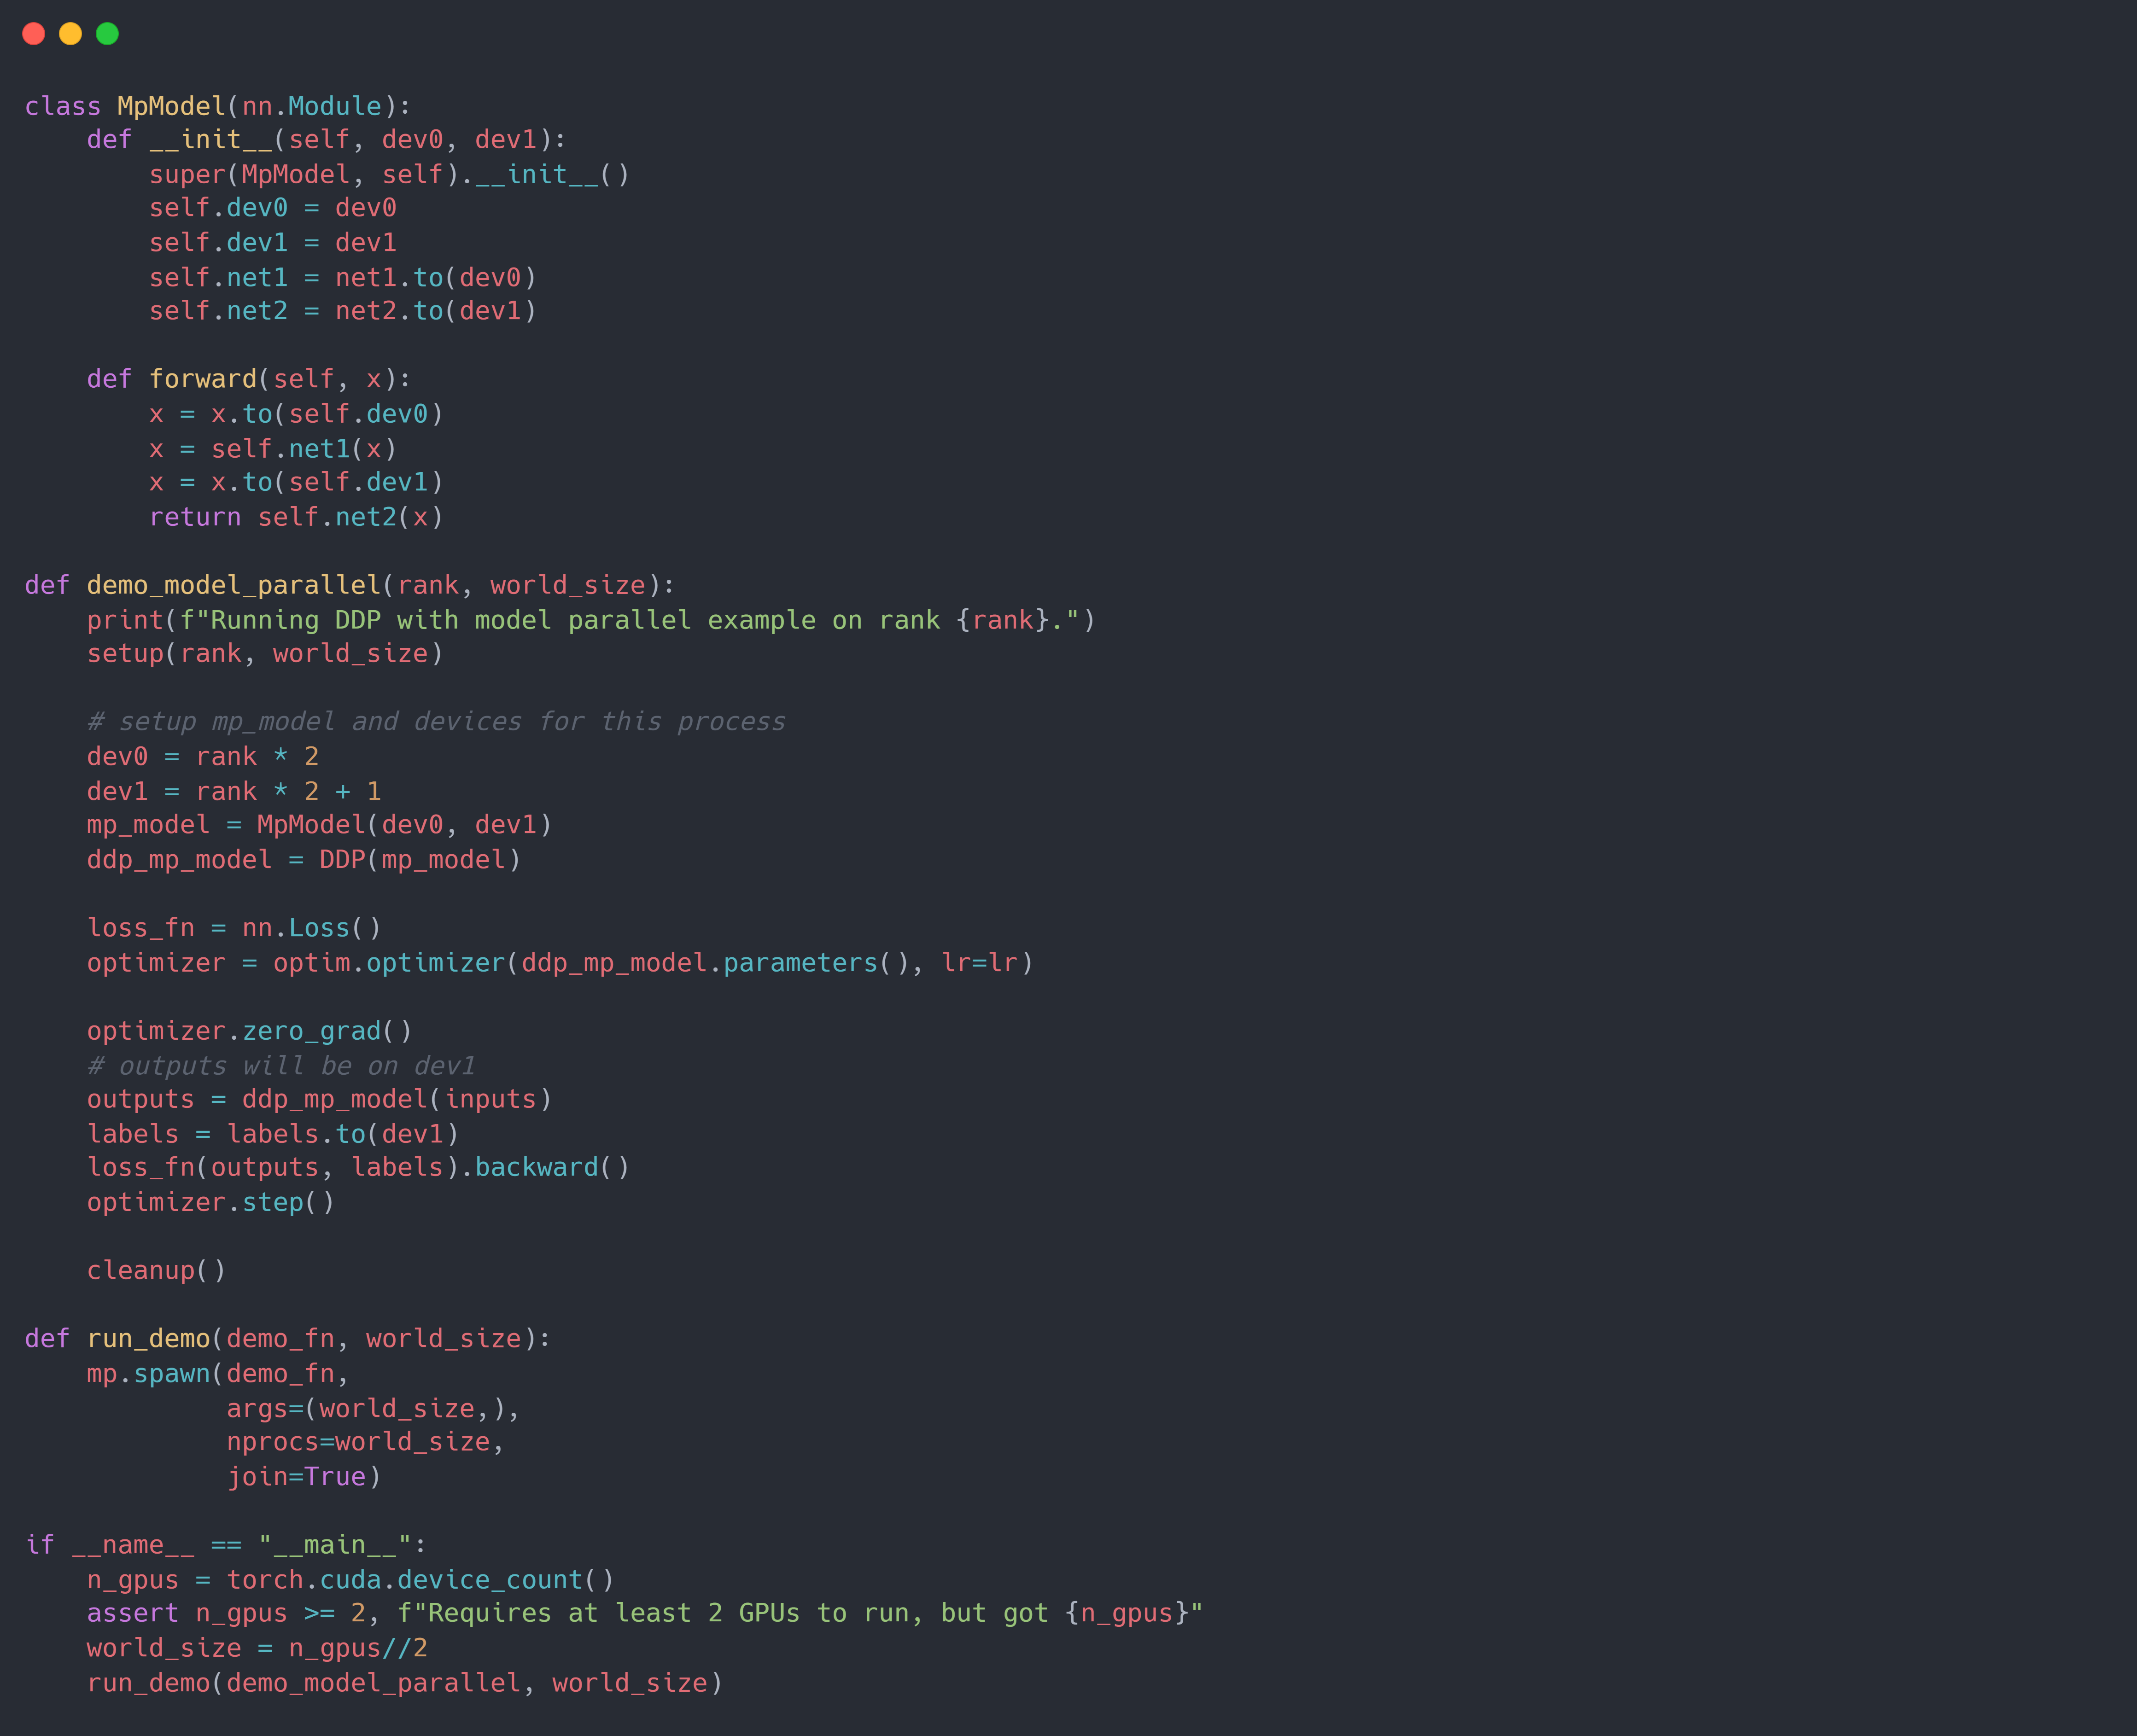 class MpModel(nn.Module):
    def __init__(self, dev0, dev1):
        super(MpModel, self).__init__()
        self.dev0 = dev0
        self.dev1 = dev1
        self.net1 = net1.to(dev0)
        self.net2 = net2.to(dev1)

    def forward(self, x):
        x = x.to(self.dev0)
        x = self.net1(x)
        x = x.to(self.dev1)
        return self.net2(x)

def demo_model_parallel(rank, world_size):
    print(f"Running DDP with model parallel example on rank {rank}.")
    setup(rank, world_size)

    # setup mp_model and devices for this process
    dev0 = rank * 2
    dev1 = rank * 2 + 1
    mp_model = MpModel(dev0, dev1)
    ddp_mp_model = DDP(mp_model)

    loss_fn = nn.Loss()
    optimizer = optim.optimizer(ddp_mp_model.parameters(), lr=lr)

    optimizer.zero_grad()
    # outputs will be on dev1
    outputs = ddp_mp_model(inputs)
    labels = labels.to(dev1)
    loss_fn(outputs, labels).backward()
    optimizer.step()

    cleanup()

def run_demo(demo_fn, world_size):
    mp.spawn(demo_fn,
             args=(world_size,),
             nprocs=world_size,
             join=True)

if __name__ == "__main__":
    n_gpus = torch.cuda.device_count()
    assert n_gpus >= 2, f"Requires at least 2 GPUs to run, but got {n_gpus}"
    world_size = n_gpus//2
    run_demo(demo_model_parallel, world_size)